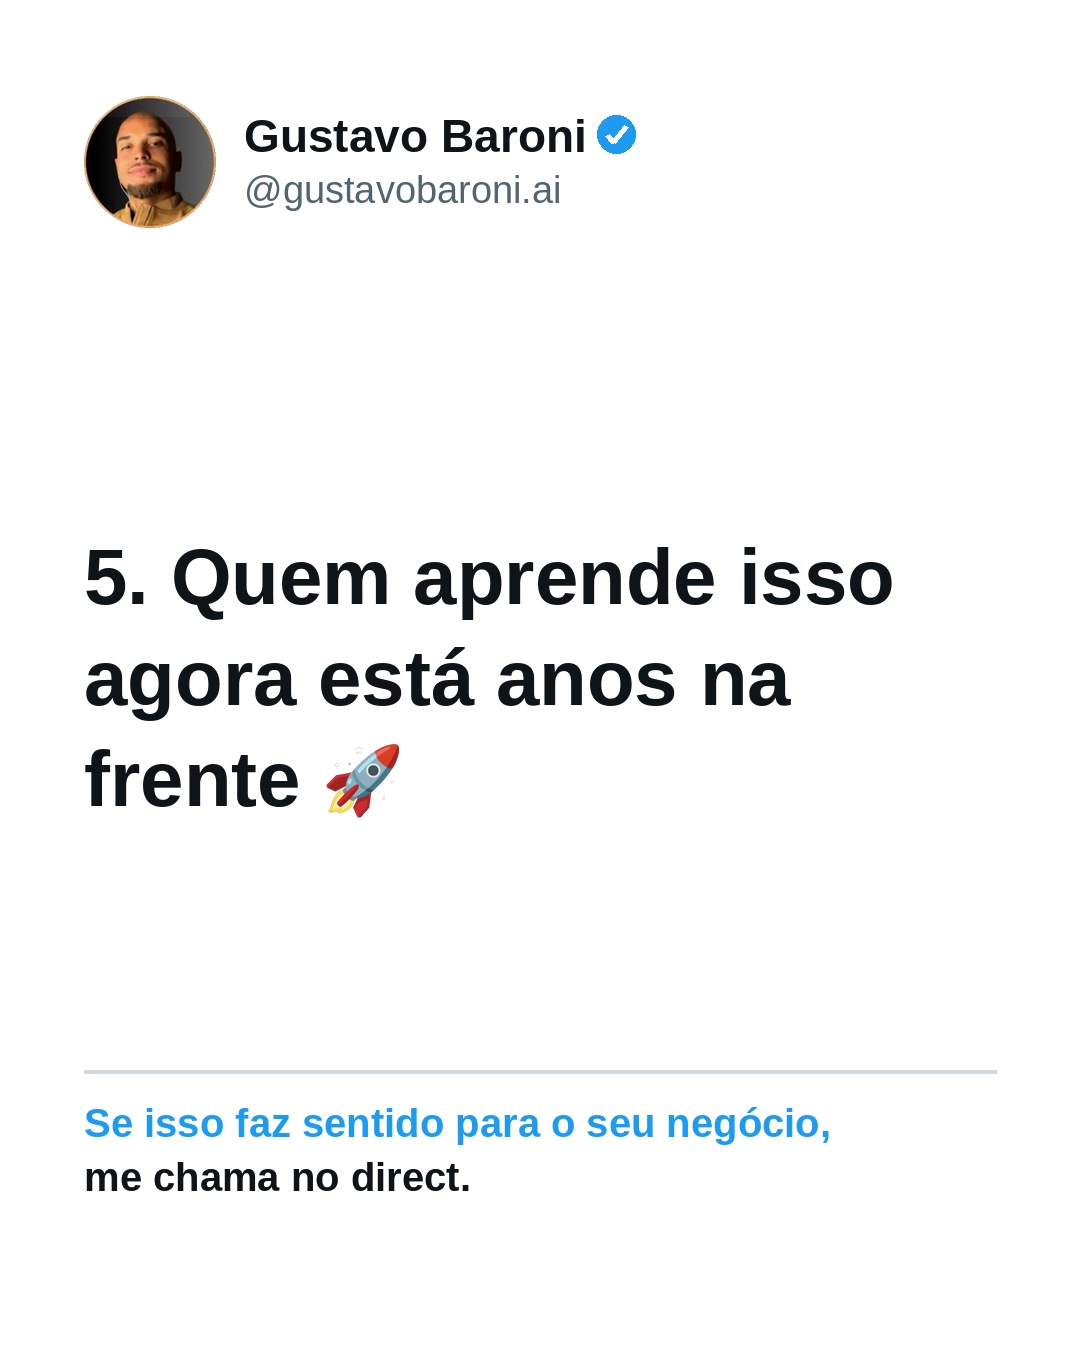 Gustavo Baroni
@gustavobaroni.ai
5. Quem aprende isso
agora está anos na
frente 🚀
Se isso faz sentido para o seu negócio,
me chama no direct.